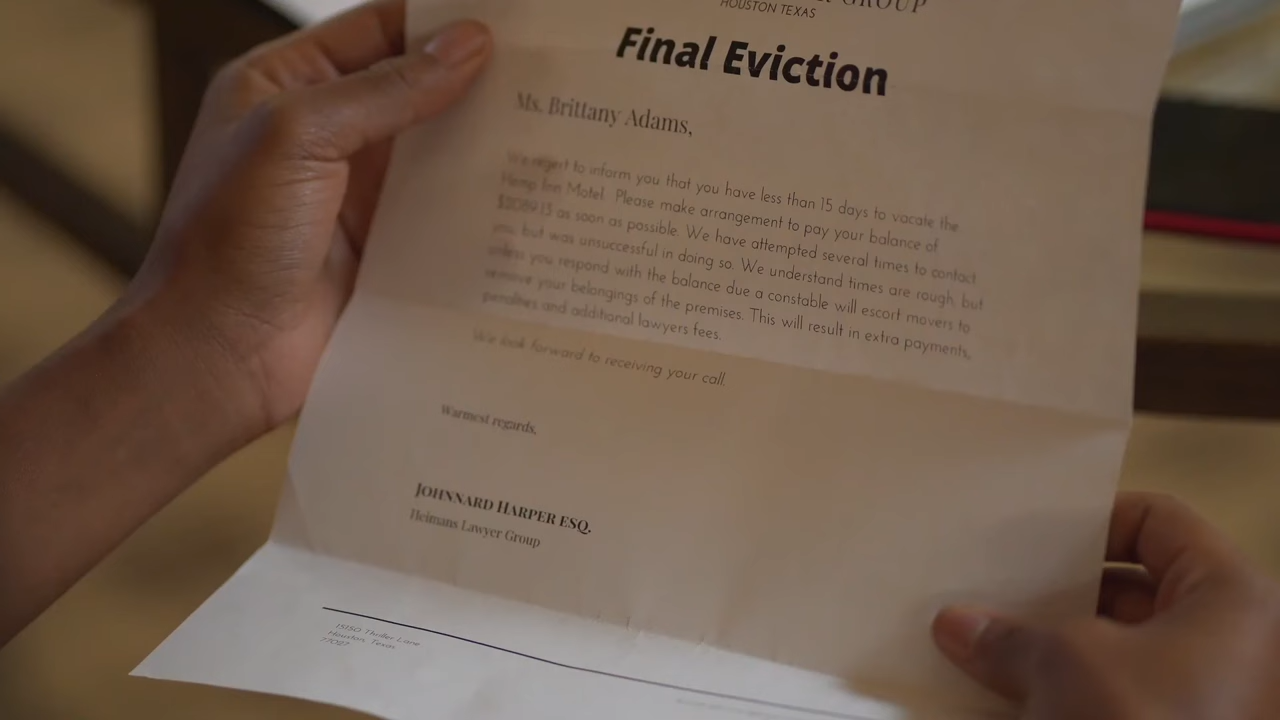 GROUP
HOUSTON TEXAS
Final Eviction
Ms. Brittany Adams,
We regret to inform you that you have less than 15 days to vacate the
Hemp Inn Motel. Please make arrangement to pay your balance of
$2089.15 as soon as possible. We have attempted several times to contact
you, but was unsuccessful in doing so. We understand times are rough, but
unless you respond with the balance due a constable will escort movers to
remove your belongings of the premises. This will result in extra payments,
penalties and additional lawyers fees.
We look forward to receiving your call.
Warmest regards,
JOHNNARD HARPER ESQ.
Heimans Lawyer Group
Thriller Lane
Houston, Texas
77027